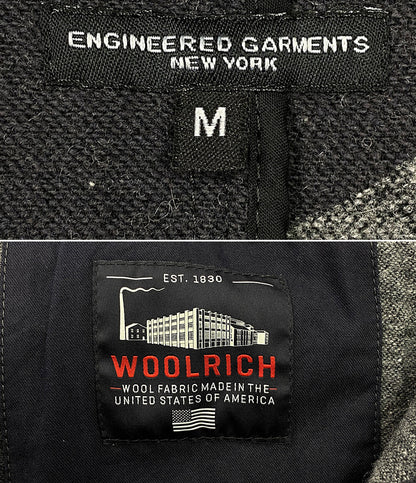 ENGINEERED GARMENTS
NEW YORK
M
EST. 1830
WOOLRICH
WOOL FABRIC MADE IN THE
UNITED STATES OF AMERICA